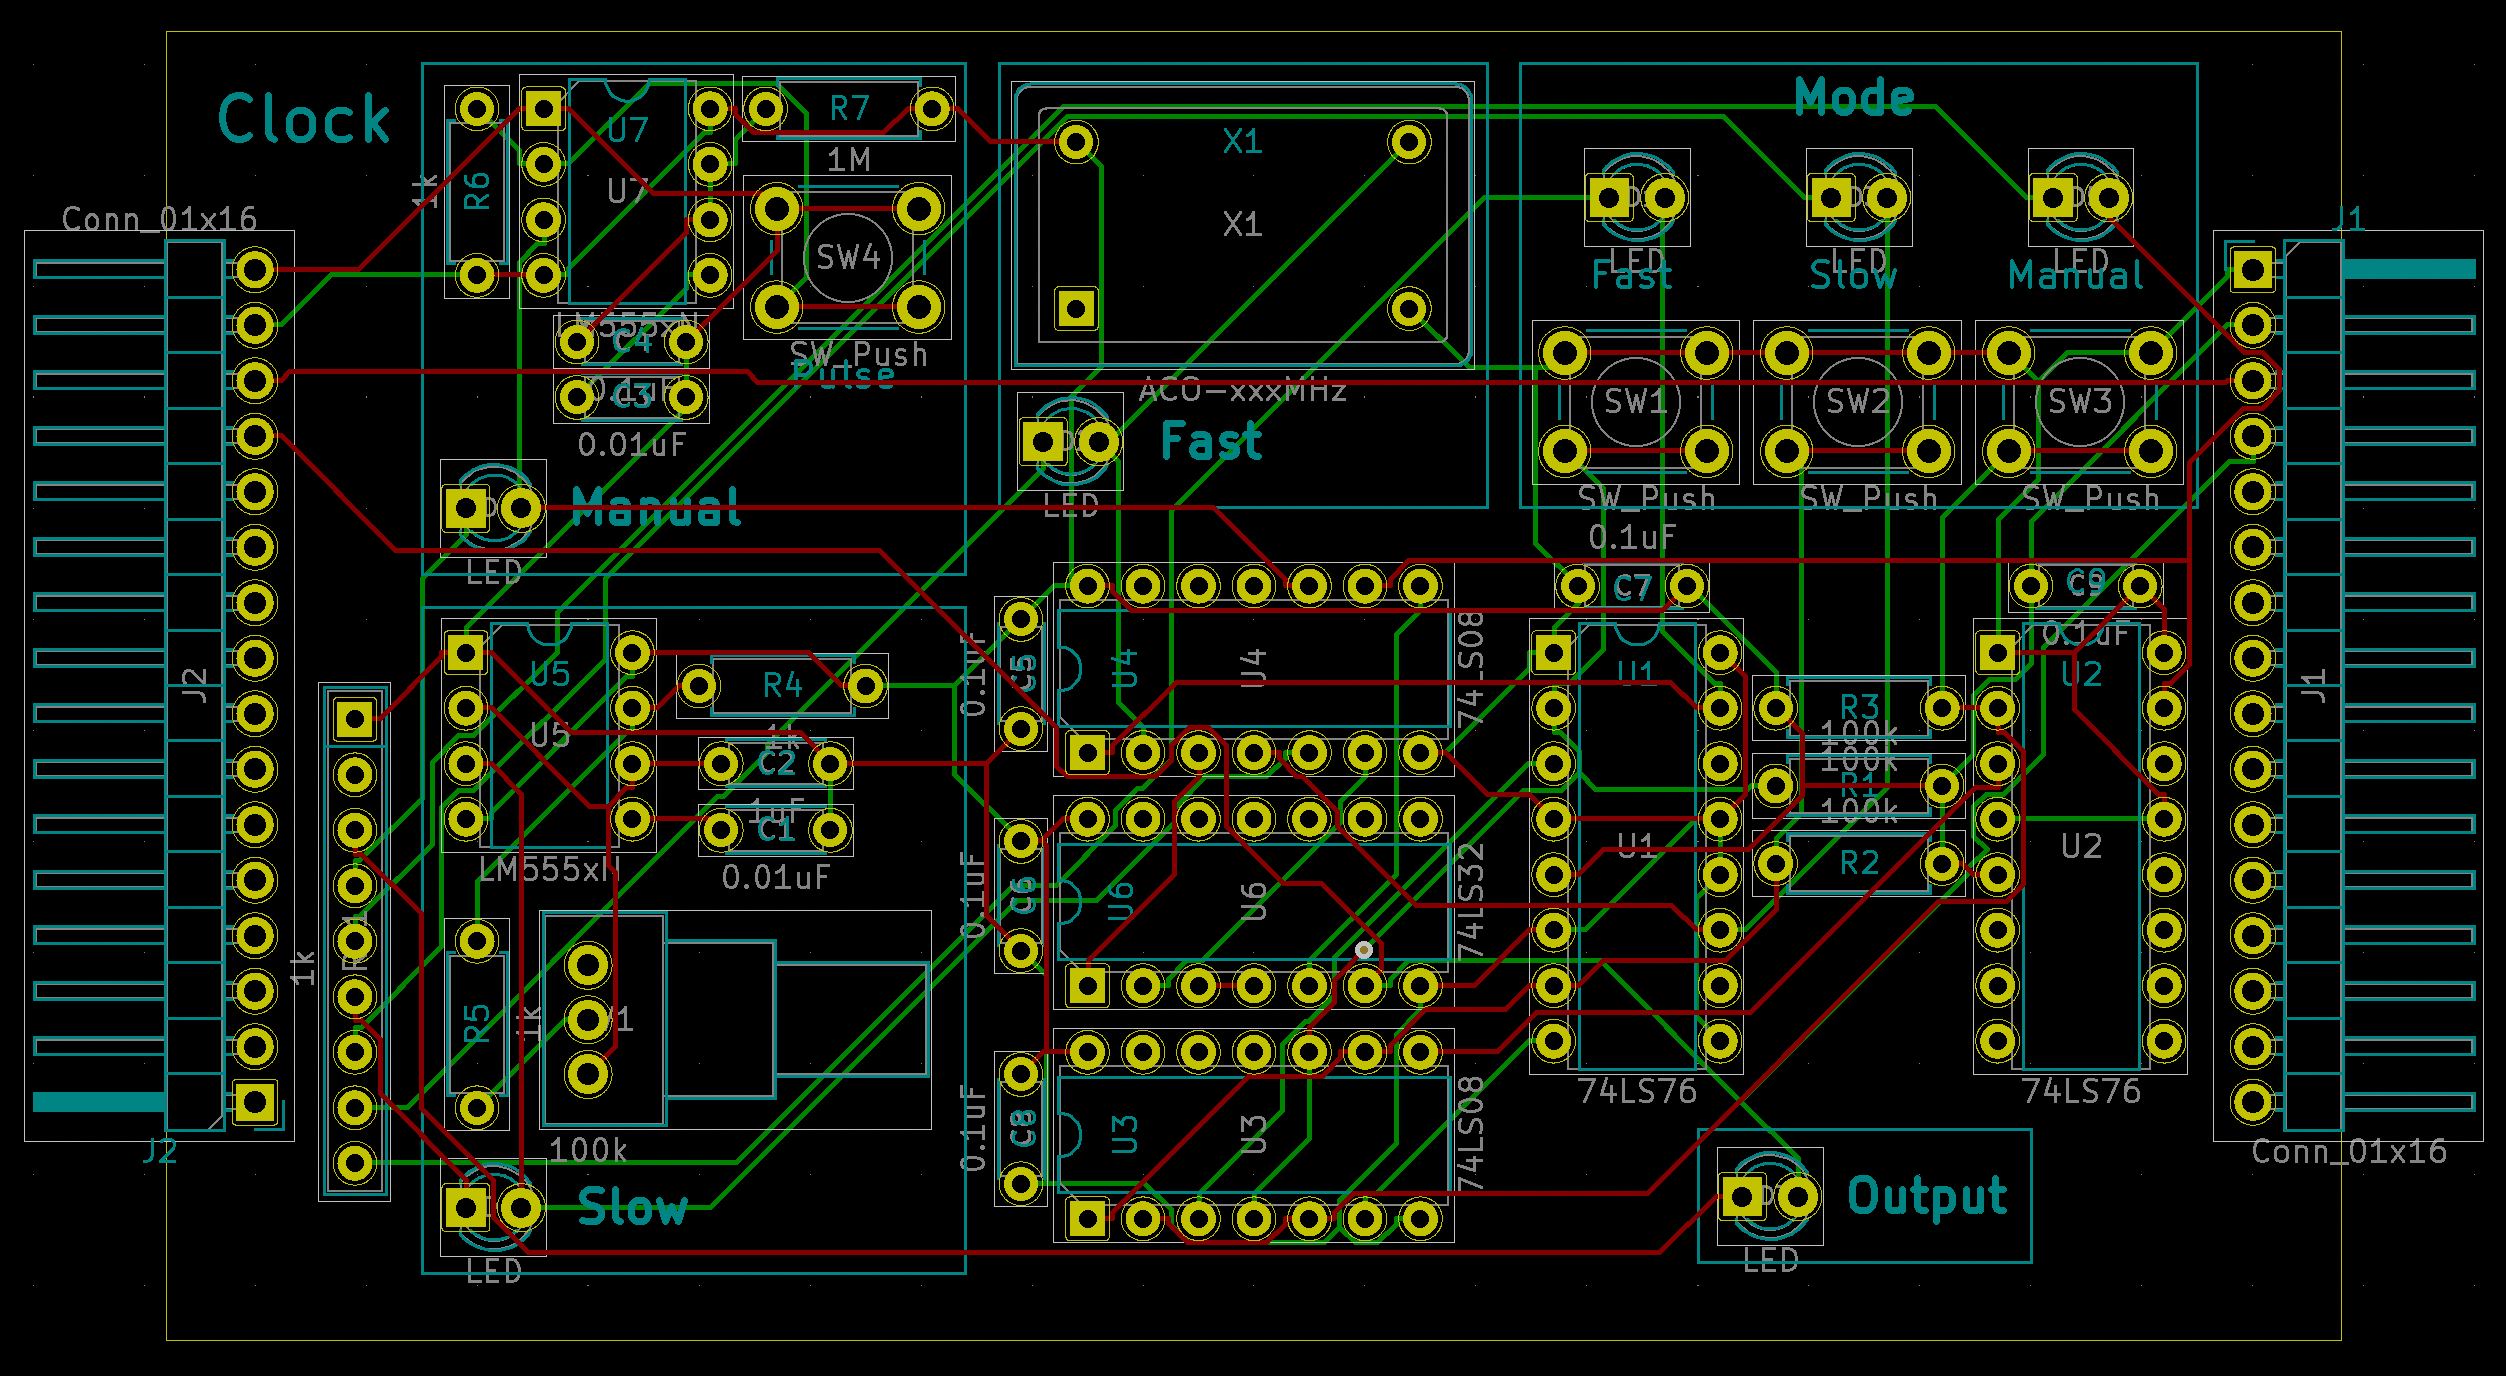 Clock
Conn_01x16
J2
J2
1k
R6
U7
U7
LM555xN
R7
1M
SW4
SW_Push
Pulse
C4
0.1uF
C3
0.01uF
Manual
LED
X1
X1
ACO-xxxMHz
Fast
LED
Mode
LED
Fast
LED
Slow
LED
Manual
SW1
SW_Push
SW2
SW_Push
SW3
SW_Push
J1
J1
Conn_01x16
U5
U5
LM555xN
R4
1k
C2
1uF
C1
0.01uF
1k
R5
1k
100k
Slow
LED
0.1uF
C5
U4
U4
74LS08
0.1uF
C6
U6
U6
74LS32
0.1uF
C8
U3
U3
74LS08
0.1uF
C7
U1
U1
74LS76
R3
100k
100k
R1
100k
R2
C9
0.1uF
U2
U2
74LS76
Output
LED